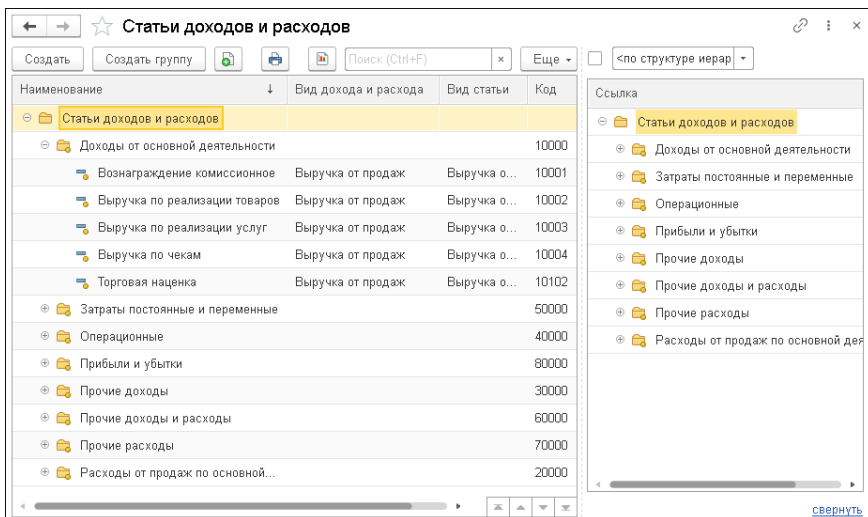 Статьи доходов и расходов
Создать Создать группу Поиск (Ctrl+F) × Еще <по структуре иерар
Наименование ↓ Вид дохода и расхода Вид статьи Код Ссылка
Статьи доходов и расходов Статьи доходов и расходов
Доходы от основной деятельности 10000 Доходы от основной деятельности
Вознаграждение комиссионное Выручка от продаж Выручка о... 10001 Затраты постоянные и переменные
Выручка по реализации товаров Выручка от продаж Выручка о... 10002 Операционные
Выручка по реализации услуг Выручка от продаж Выручка о... 10003 Прибыли и убытки
Выручка по чекам Выручка от продаж Выручка о... 10004 Прочие доходы
Торговая наценка Выручка от продаж Выручка о... 10102 Прочие доходы и расходы
Затраты постоянные и переменные 50000 Прочие расходы
Операционные 40000 Расходы от продаж по основной дея
Прибыли и убытки 80000
Прочие доходы 30000
Прочие доходы и расходы 60000
Прочие расходы 70000
Расходы от продаж по основной... 20000
свернуть